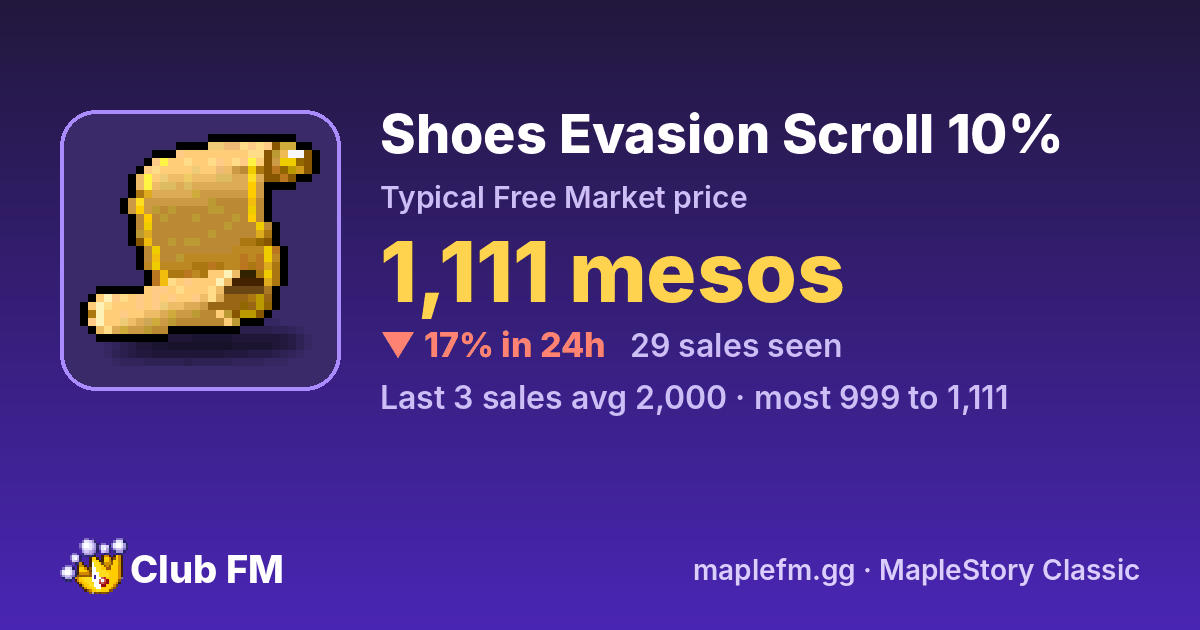 Shoes Evasion Scroll 10%
Typical Free Market price
1,111 mesos
▼ 17% in 24h 29 sales seen
Last 3 sales avg 2,000 · most 999 to 1,111
Club FM
maplefm.gg · MapleStory Classic